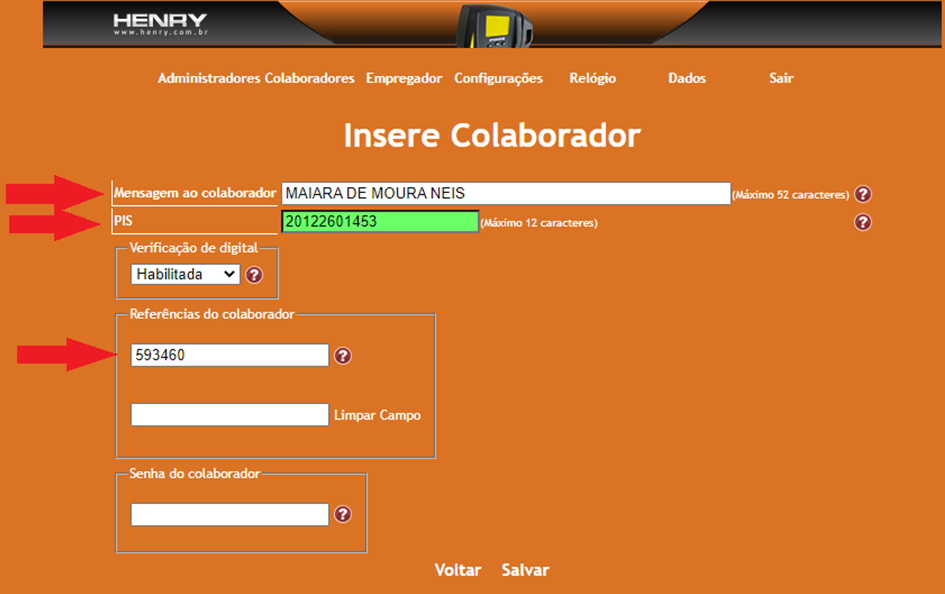 HENRY
www.henry.com.br
Administradores Colaboradores Empregador Configurações Relógio Dados Sair
Insere Colaborador
Mensagem ao colaborador MAIARA DE MOURA NEIS (Máximo 52 caracteres) ?
PIS 20122601453 (Máximo 12 caracteres) ?
Verificação de digital
Habilitada ?
Referências do colaborador
593460 ?
Limpar Campo
Senha do colaborador
?
Voltar Salvar